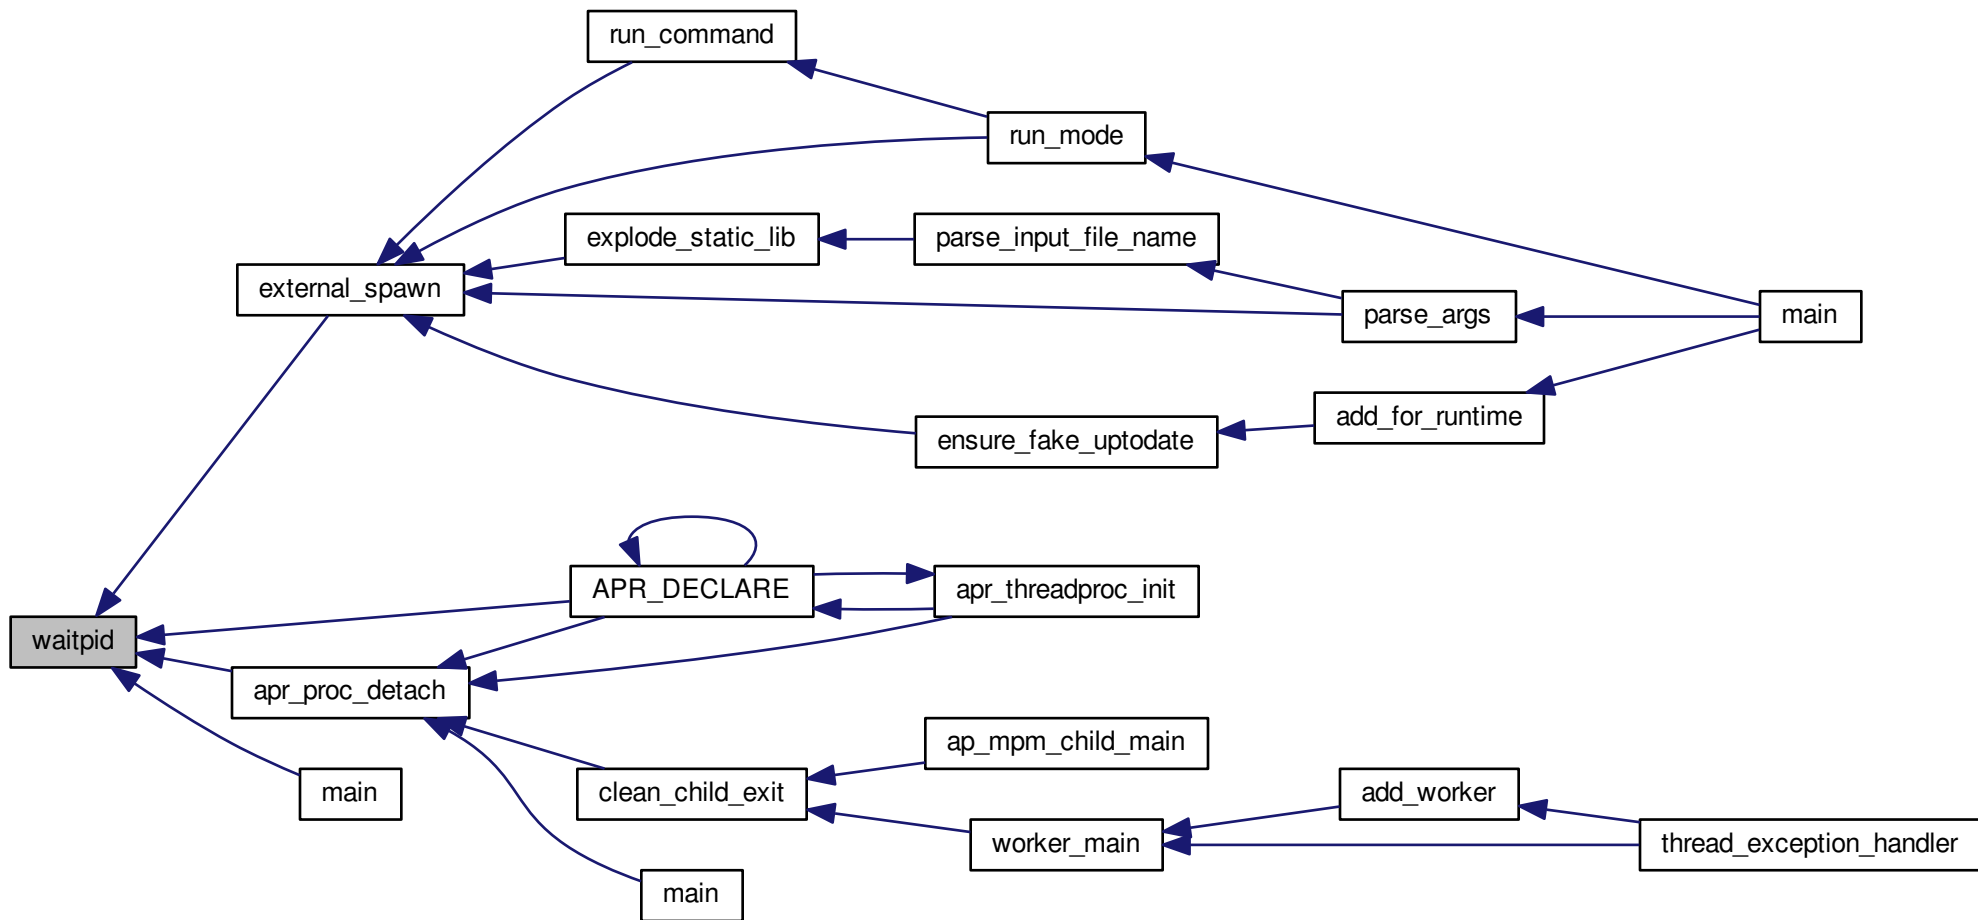 run_command
run_mode
explode_static_lib
parse_input_file_name
external_spawn
parse_args
main
add_for_runtime
ensure_fake_uptodate
APR_DECLARE
apr_threadproc_init
waitpid
apr_proc_detach
ap_mpm_child_main
main
clean_child_exit
add_worker
worker_main
thread_exception_handler
main